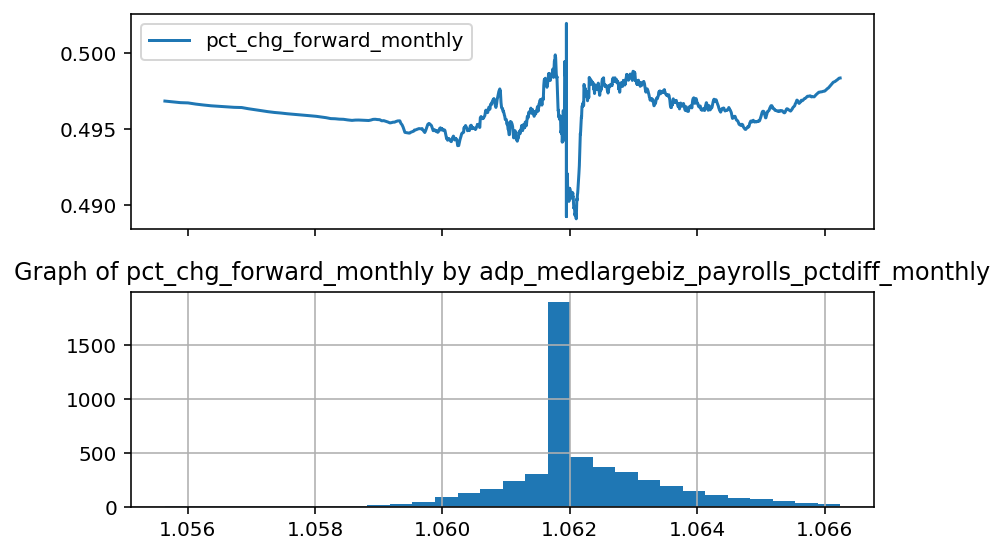 pct_chg_forward_monthly
0.500
0.495
0.490
Graph of pct_chg_forward_monthly by adp_medlargebiz_payrolls_pctdiff_monthly
1500
1000
500
0
1.056 1.058 1.060 1.062 1.064 1.066